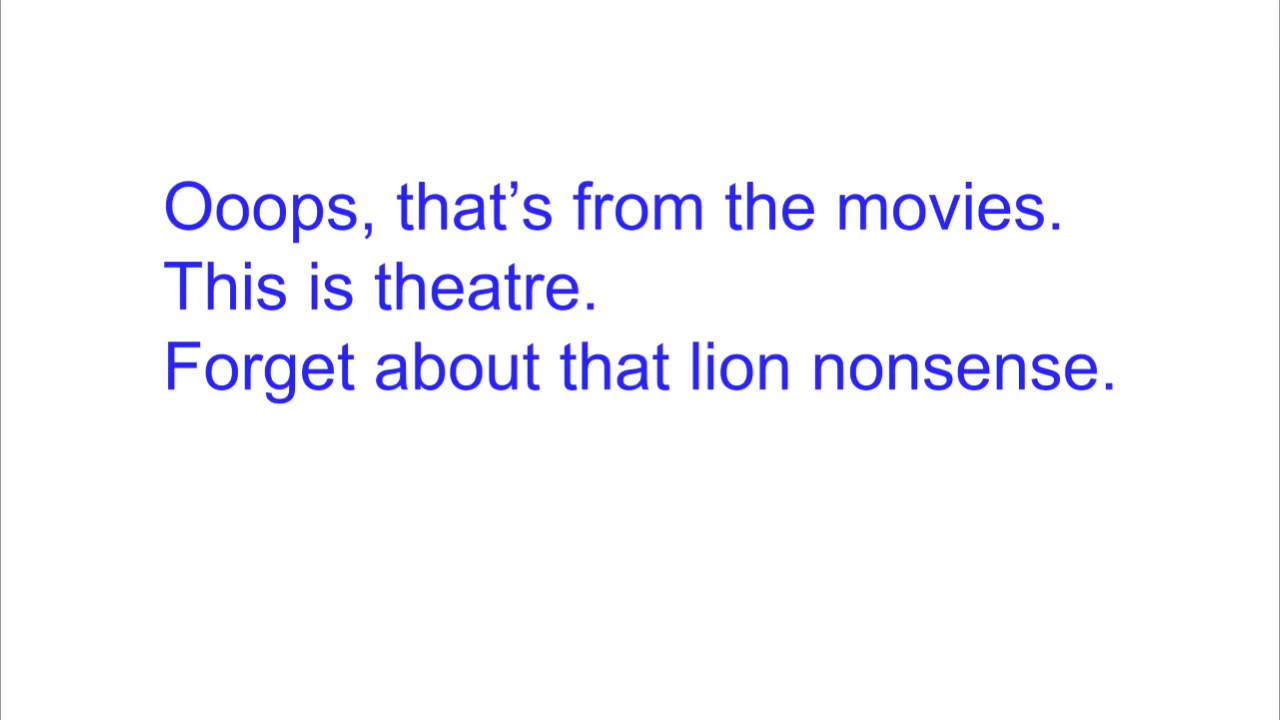 Ooops, that’s from the movies.
This is theatre.
Forget about that lion nonsense.